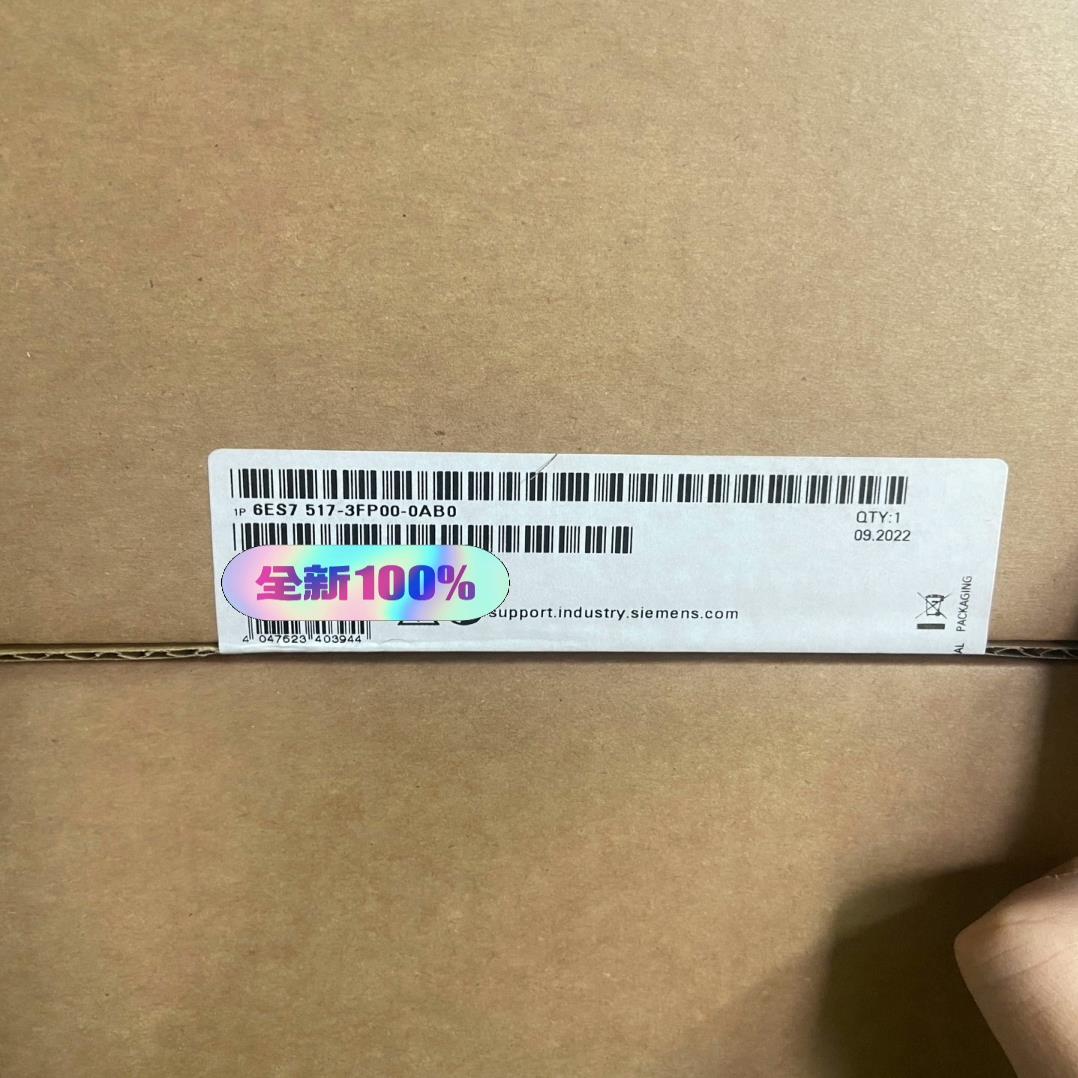 1P 6ES7 517-3FP00-0AB0
QTY:1
09.2022
全新100%
support.industry.siemens.com
4 047623 403944
AL PACKAGING